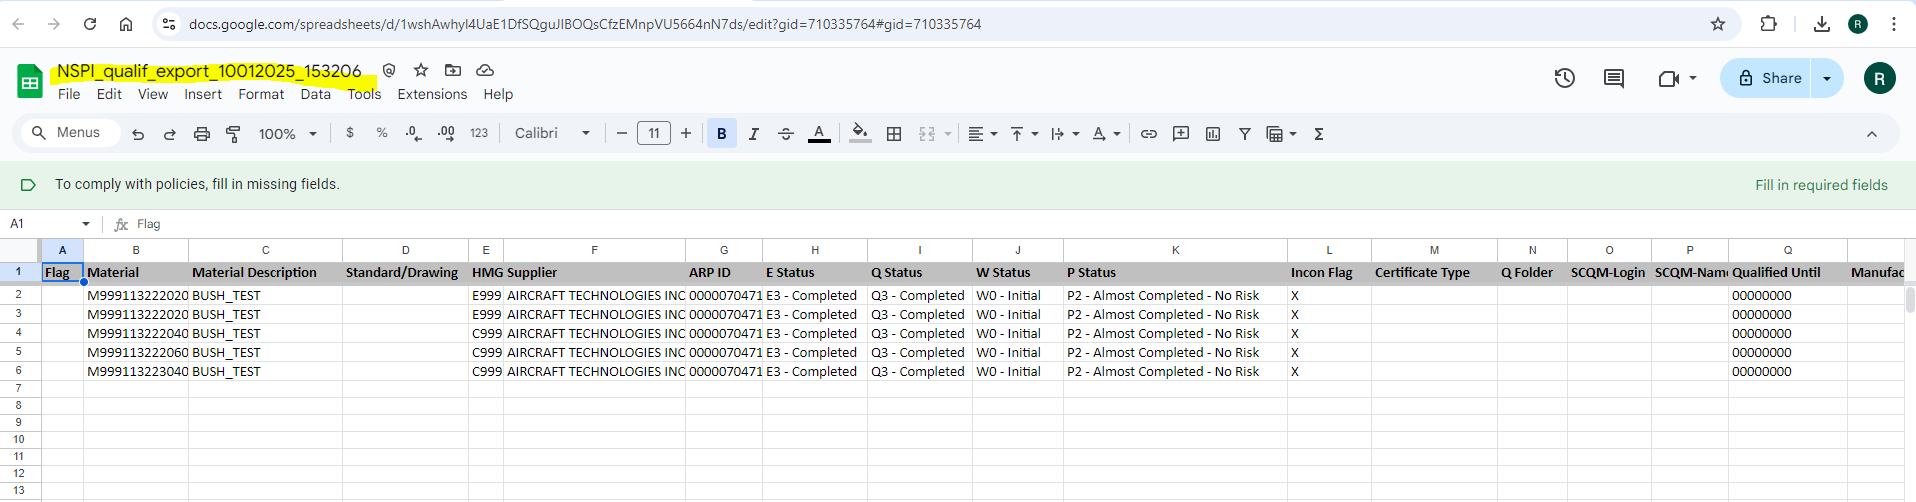 docs.google.com/spreadsheets/d/1wshAwhyl4UaE1DfSQguJIBOQsCfzEMnpVU5664nN7ds/edit?gid=710335764#gid=710335764 R
NSPI_qualif_export_10012025_153206
File Edit View Insert Format Data Tools Extensions Help
Share R
Menus 100% $ % .0 .00 123 Calibri - 11 + B I S A
To comply with policies, fill in missing fields. Fill in required fields
A1 fx Flag
A B C D E F G H I J K L M N O P Q
1 Flag Material Material Description Standard/Drawing HMG Supplier ARP ID E Status Q Status W Status P Status Incon Flag Certificate Type Q Folder SCQM-Login SCQM-Name Qualified Until Manufac
2 M999113222020 BUSH_TEST E999 AIRCRAFT TECHNOLOGIES INC 0000070471 E3 - Completed Q3 - Completed W0 - Initial P2 - Almost Completed - No Risk X 00000000
3 M999113222020 BUSH_TEST E999 AIRCRAFT TECHNOLOGIES INC 0000070471 E3 - Completed Q3 - Completed W0 - Initial P2 - Almost Completed - No Risk X 00000000
4 M999113222040 BUSH_TEST C999 AIRCRAFT TECHNOLOGIES INC 0000070471 E3 - Completed Q3 - Completed W0 - Initial P2 - Almost Completed - No Risk X 00000000
5 M999113222060 BUSH_TEST C999 AIRCRAFT TECHNOLOGIES INC 0000070471 E3 - Completed Q3 - Completed W0 - Initial P2 - Almost Completed - No Risk X 00000000
6 M999113223040 BUSH_TEST C999 AIRCRAFT TECHNOLOGIES INC 0000070471 E3 - Completed Q3 - Completed W0 - Initial P2 - Almost Completed - No Risk X 00000000
7
8
9
10
11
12
13